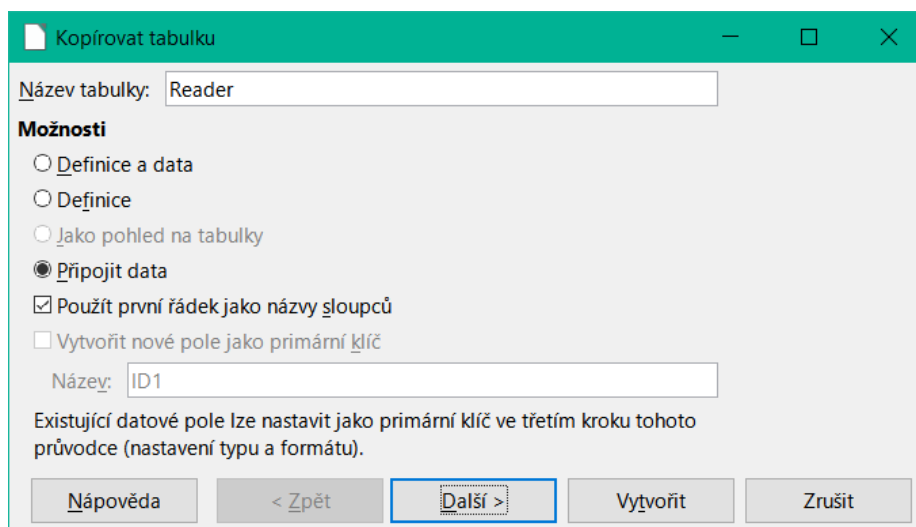 Kopírovat tabulku
Název tabulky: Reader
Možnosti
Definice a data
Definice
Jako pohled na tabulky
Připojit data
Použít první řádek jako názvy sloupců
Vytvořit nové pole jako primární klíč
Název: ID1
Existující datové pole lze nastavit jako primární klíč ve třetím kroku tohoto
průvodce (nastavení typu a formátu).
Nápověda < Zpět Další > Vytvořit Zrušit